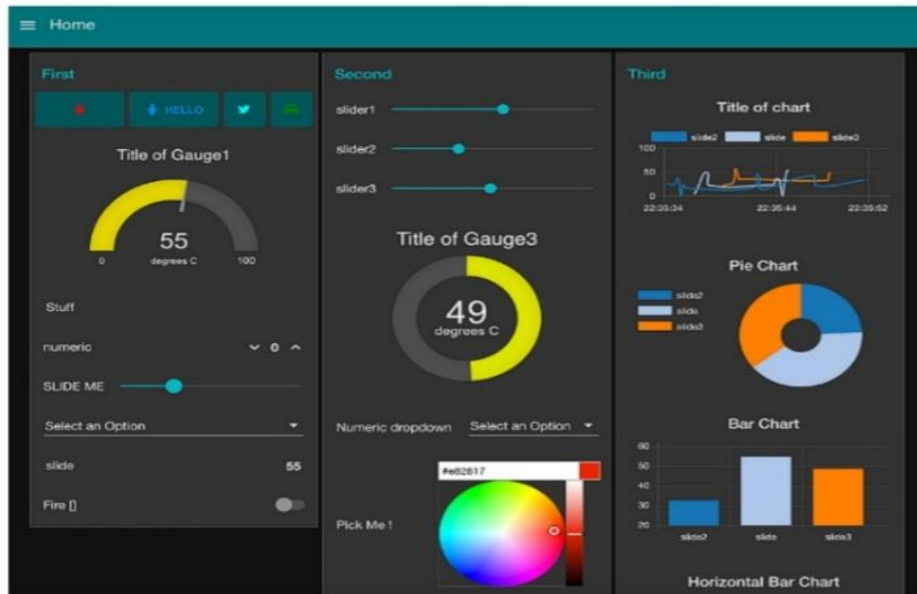 Home
First
HELLO
Title of Gauge1
55
degrees C
0
100
Stuff
numeric
0
SLIDE ME
Select an Option
slide
55
Fire []
Second
slider1
slider2
slider3
Title of Gauge3
49
degrees C
Numeric dropdown
Select an Option
#e82817
Pick Me !
Third
Title of chart
slide2 slide slide3
100
50
0
22:35:34 22:35:44 22:35:52
Pie Chart
slide2
slide
slide3
Bar Chart
60
50
40
30
20
slide2 slide slide3
Horizontal Bar Chart